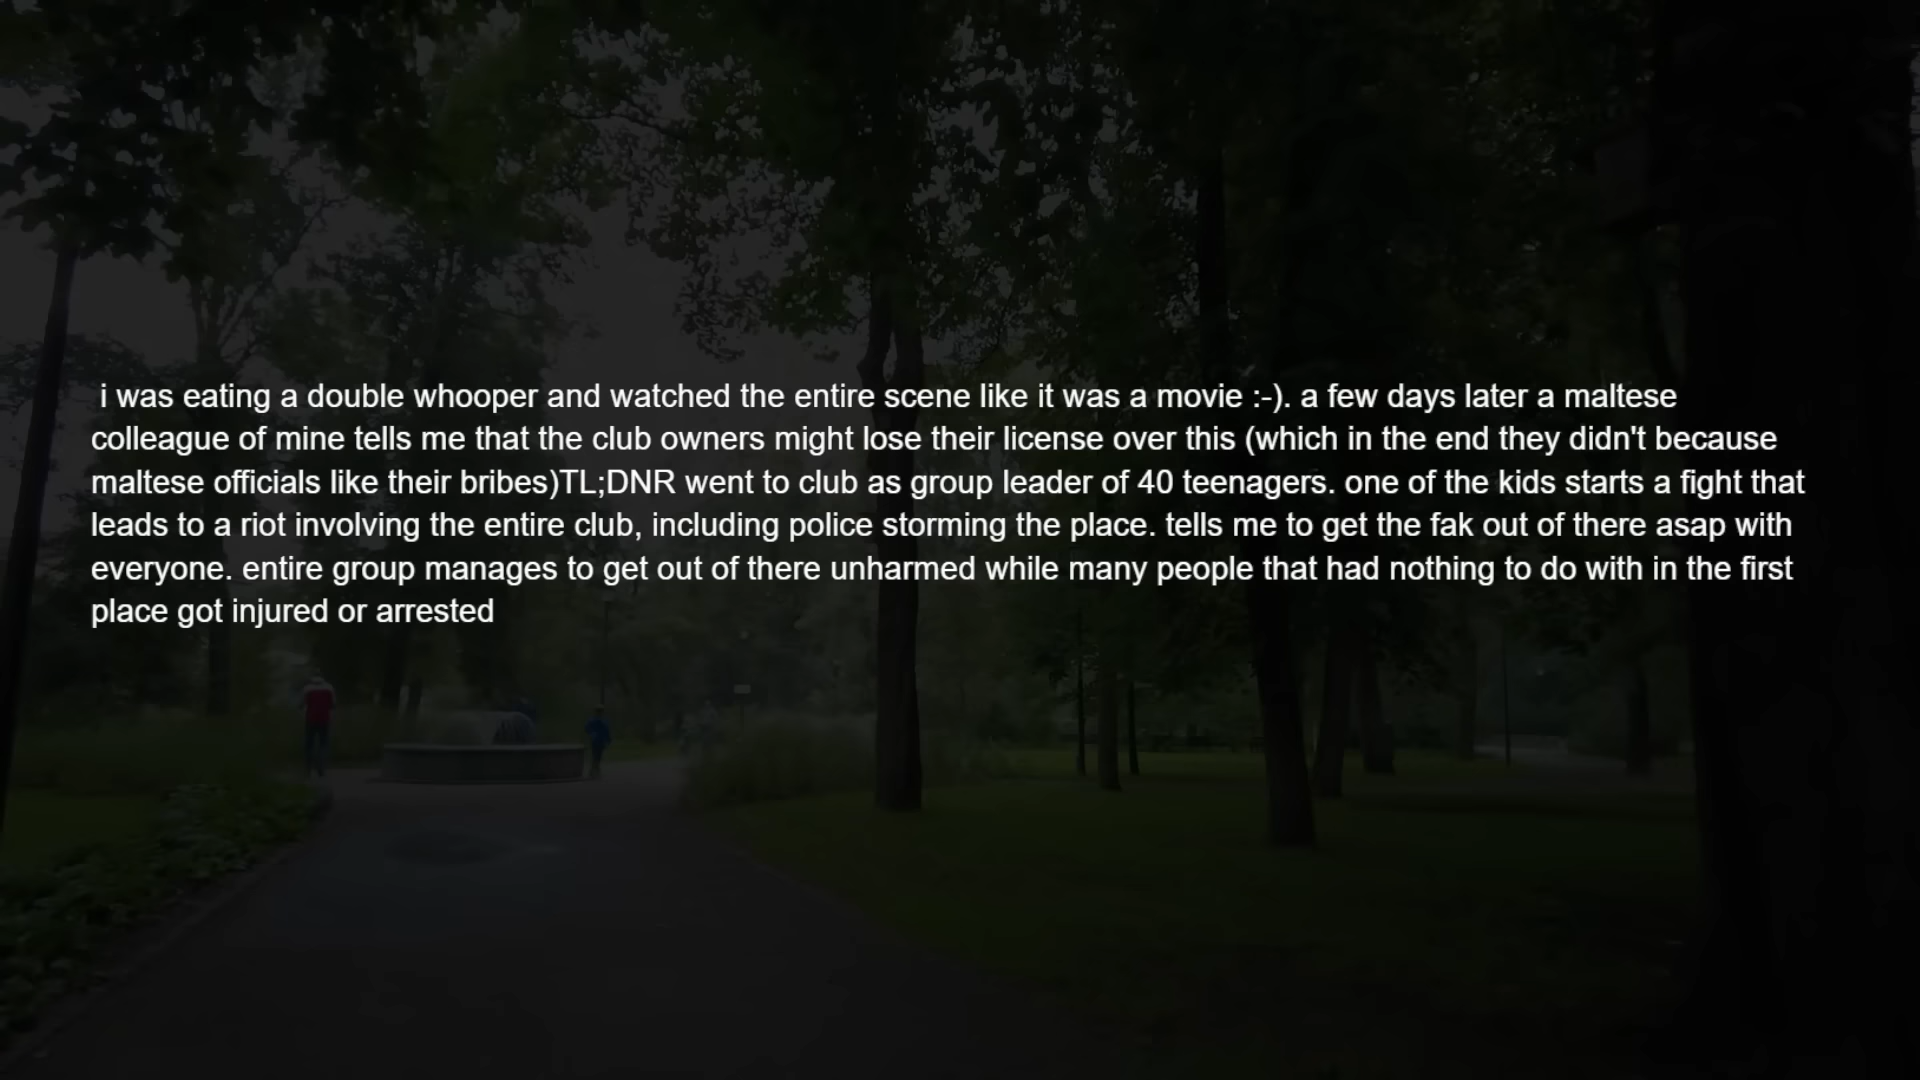 i was eating a double whooper and watched the entire scene like it was a movie :-). a few days later a maltese
colleague of mine tells me that the club owners might lose their license over this (which in the end they didn't because
maltese officials like their bribes)TL;DNR went to club as group leader of 40 teenagers. one of the kids starts a fight that
leads to a riot involving the entire club, including police storming the place. tells me to get the fak out of there asap with
everyone. entire group manages to get out of there unharmed while many people that had nothing to do with in the first
place got injured or arrested